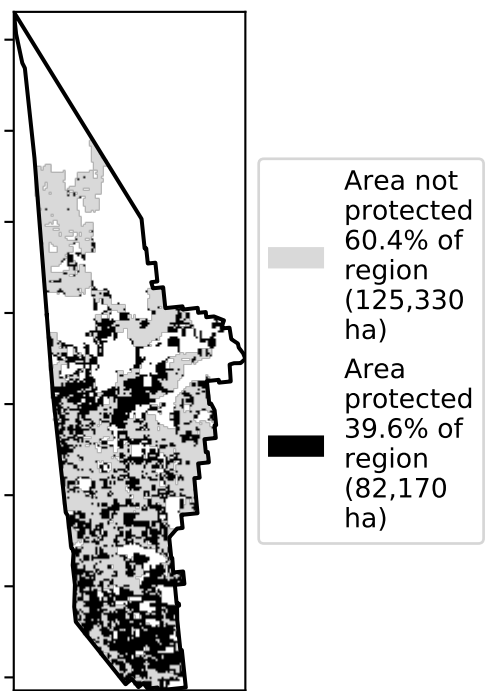 Area not
protected
60.4% of
region
(125,330
ha)
Area
protected
39.6% of
region
(82,170
ha)